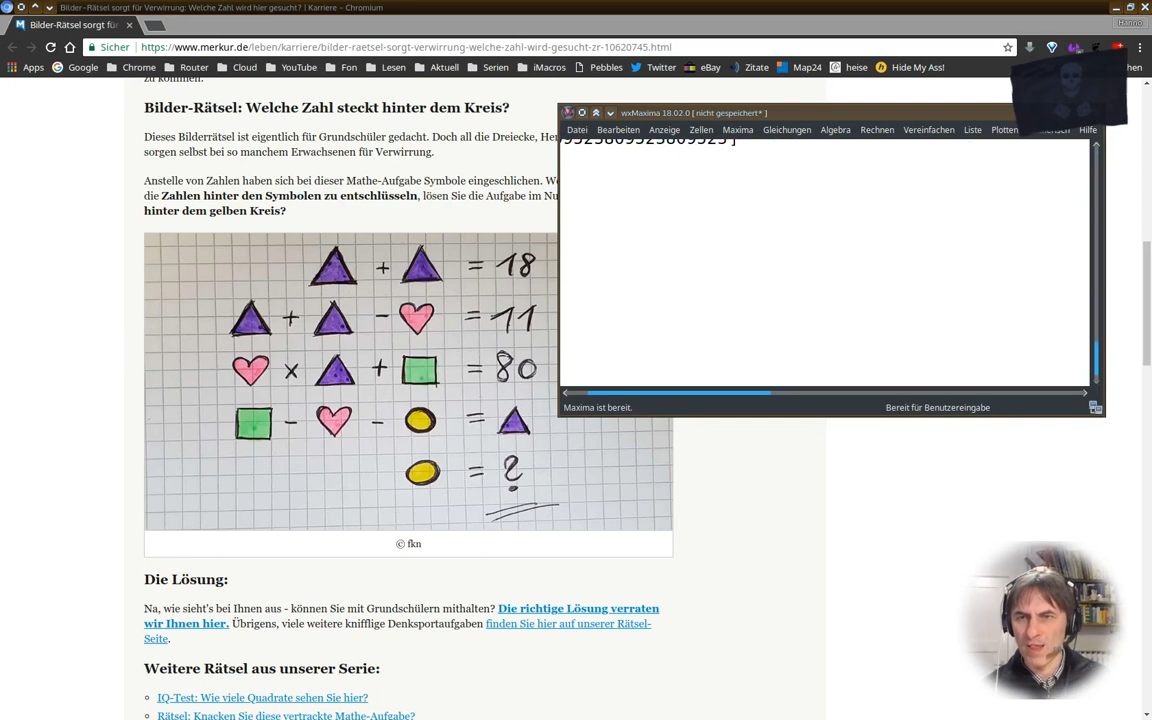 Bilder-Rätsel sorgt für Verwirrung: Welche Zahl wird hier gesucht? | Karriere – Chromium
Bilder-Rätsel sorgt für
Hanno
Sicher | https://www.merkur.de/leben/karriere/bilder-raetsel-sorgt-verwirrung-welche-zahl-wird-gesucht-zr-10620745.html
Apps Google Chrome Router Cloud YouTube Fon Lesen Aktuell Serien iMacros Pebbles Twitter eBay Zitate Map24 heise Hide My Ass!
zu können.
Bilder-Rätsel: Welche Zahl steckt hinter dem Kreis?
Dieses Bilderrätsel ist eigentlich für Grundschüler gedacht. Doch all die Dreiecke,
sorgen selbst bei so manchem Erwachsenen für Verwirrung.
Anstelle von Zahlen haben sich bei dieser Mathe-Aufgabe Symbole eingeschlichen.
die Zahlen hinter den Symbolen zu entschlüsseln, lösen Sie die Aufgabe im
hinter dem gelben Kreis?
+ = 18
+ - = 11
x + = 80
- - =
= ?
© fkn
Die Lösung:
Na, wie sieht's bei Ihnen aus - können Sie mit Grundschülern mithalten? Die richtige Lösung verraten
wir Ihnen hier. Übrigens, viele weitere knifflige Denksportaufgaben finden Sie hier auf unserer Rätsel-
Seite.
Weitere Rätsel aus unserer Serie:
IQ-Test: Wie viele Quadrate sehen Sie hier?
Rätsel: Knacken Sie diese vertrackte Mathe-Aufgabe?
wxMaxima 18.02.0 [ nicht gespeichert* ]
Datei Bearbeiten Anzeige Zellen Maxima Gleichungen Algebra Rechnen Vereinfachen Liste Plotten Hilfe
Maxima ist bereit. Bereit für Benutzereingabe